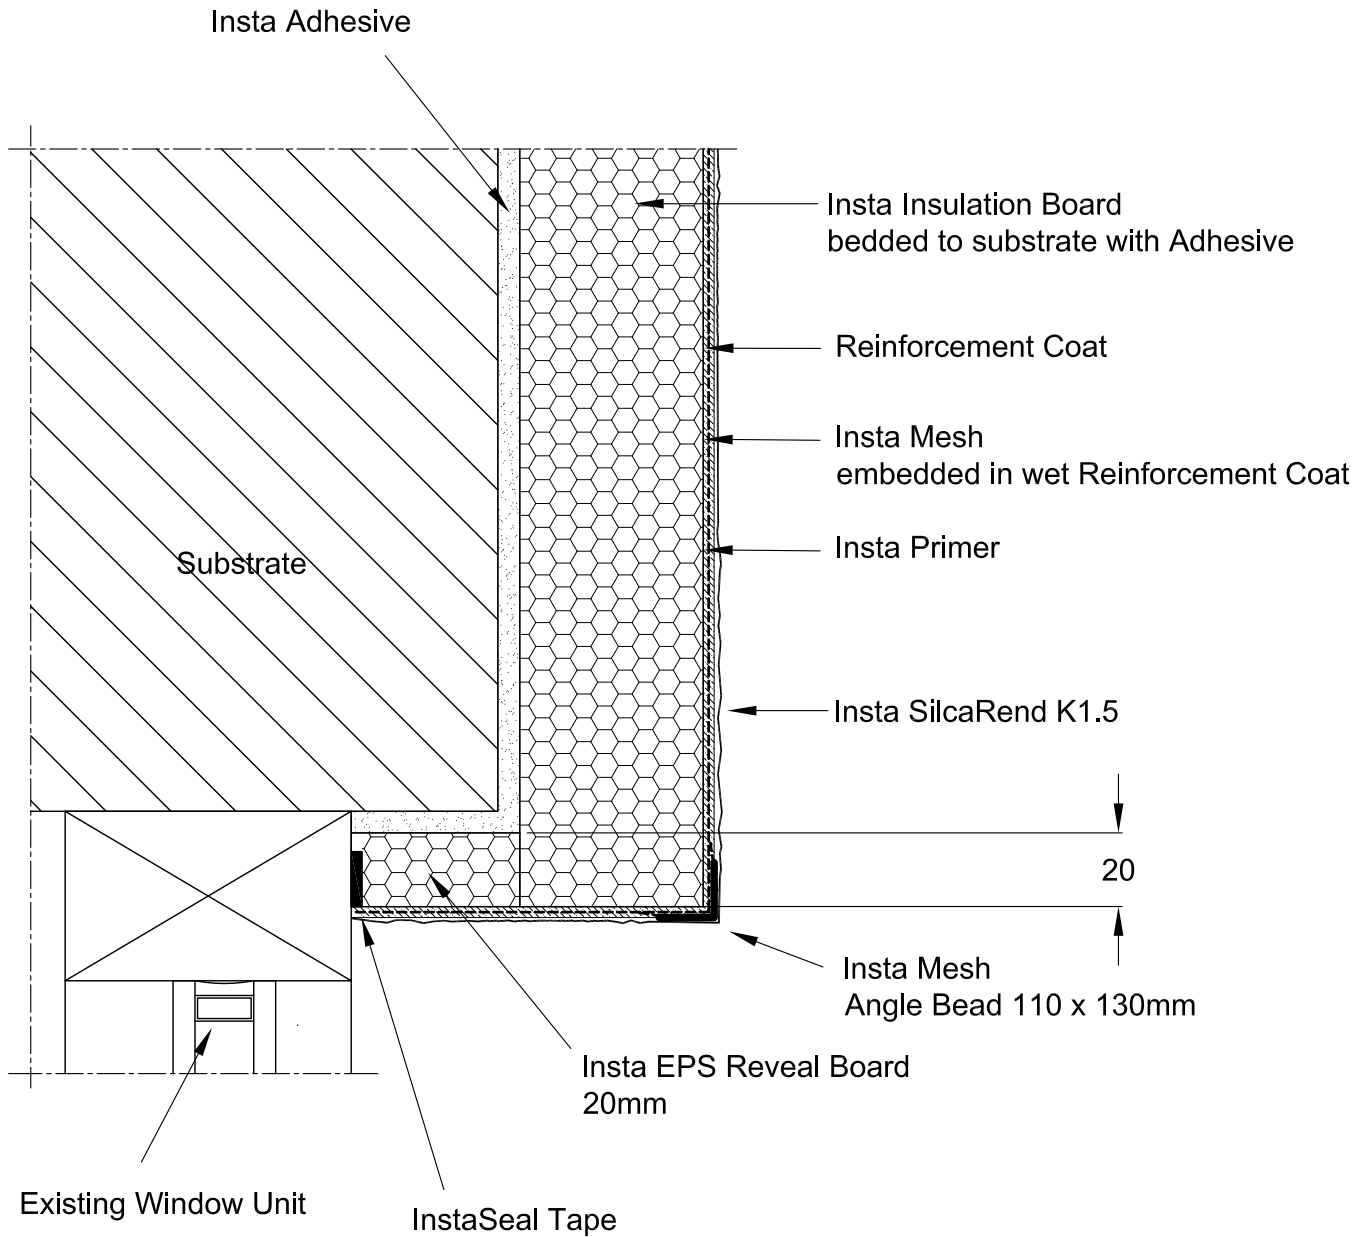 Insta Adhesive
Insta Insulation Board
bedded to substrate with Adhesive
Reinforcement Coat
Insta Mesh
embedded in wet Reinforcement Coat
Insta Primer
Substrate
Insta SilcaRend K1.5
20
Insta Mesh
Angle Bead 110 x 130mm
Insta EPS Reveal Board
20mm
Existing Window Unit
InstaSeal Tape